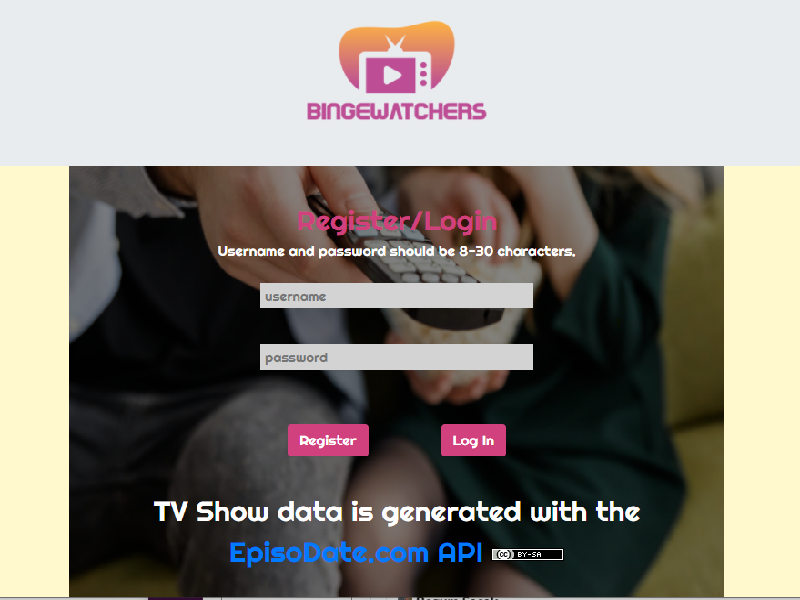 BINGEWATCHERS
Register/Login
Username and password should be 8-30 characters.
username
password
Register
Log In
TV Show data is generated with the
EpisoDate.com API
cc BY-SA